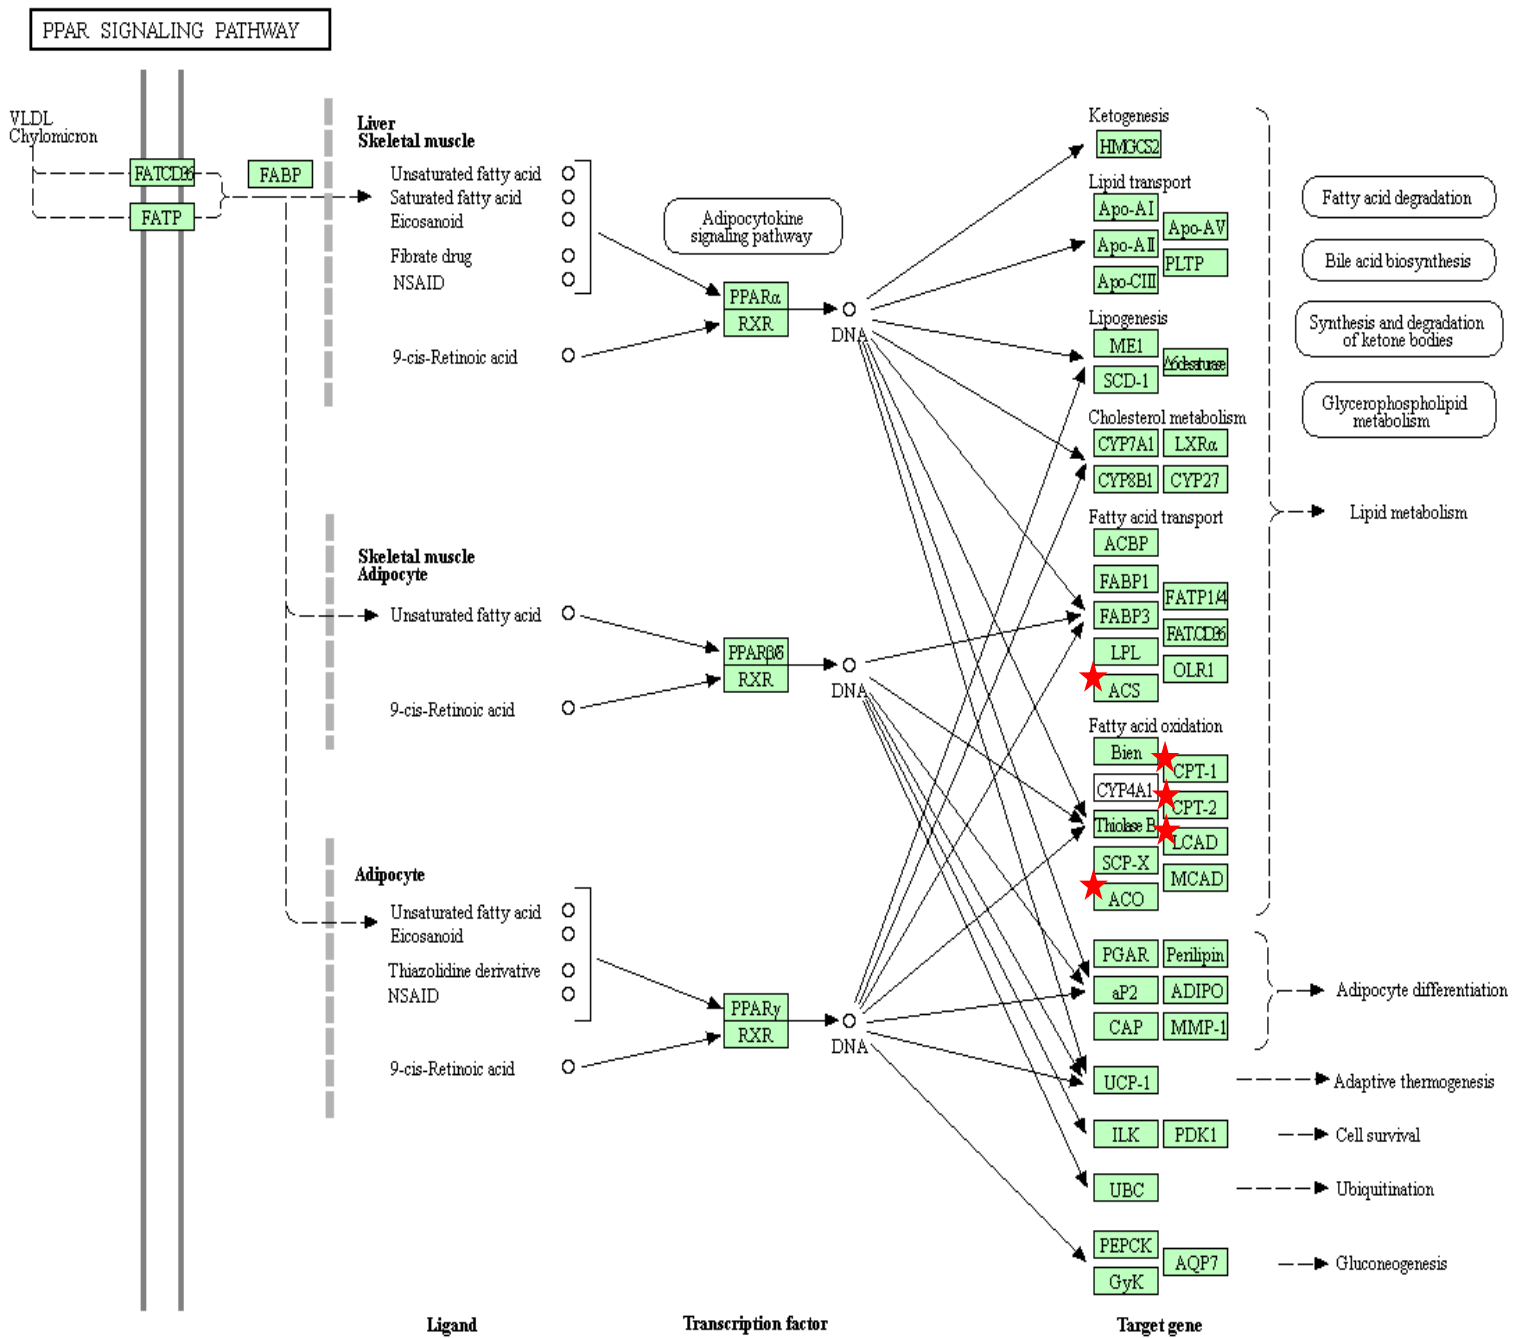 PPAR SIGNALING PATHWAY
VLDL
Chylomicron
FATCD36
FATP
FABP
Liver
Skeletal muscle
Unsaturated fatty acid
Saturated fatty acid
Eicosanoid
Fibrate drug
NSAID
9-cis-Retinoic acid
Adipocytokine
signaling pathway
PPARα
RXR
DNA
Skeletal muscle
Adipocyte
Unsaturated fatty acid
9-cis-Retinoic acid
PPARβδ
RXR
DNA
Adipocyte
Unsaturated fatty acid
Eicosanoid
Thiazolidine derivative
NSAID
9-cis-Retinoic acid
PPARγ
RXR
DNA
Ketogenesis
HMGCS2
Lipid transport
Apo-AI
Apo-AII
Apo-CIII
Apo-AV
PLTP
Lipogenesis
ME1
SCD-1
Δ6desaturase
Cholesterol metabolism
CYP7A1
LXRα
CYP8B1
CYP27
Fatty acid transport
ACBP
FABP1
FABP3
LPL
ACS
FATP1/4
FATCD36
OLR1
Fatty acid oxidation
Bien
CYP4A1
Thiolase B
SCP-X
ACO
CPT-1
CPT-2
LCAD
MCAD
PGAR
Perilipin
aP2
ADIPO
CAP
MMP-1
UCP-1
ILK
PDK1
UBC
PEPCK
GyK
AQP7
Fatty acid degradation
Bile acid biosynthesis
Synthesis and degradation
of ketone bodies
Glycerophospholipid
metabolism
Lipid metabolism
Adipocyte differentiation
Adaptive thermogenesis
Cell survival
Ubiquitination
Gluconeogenesis
Ligand
Transcription factor
Target gene